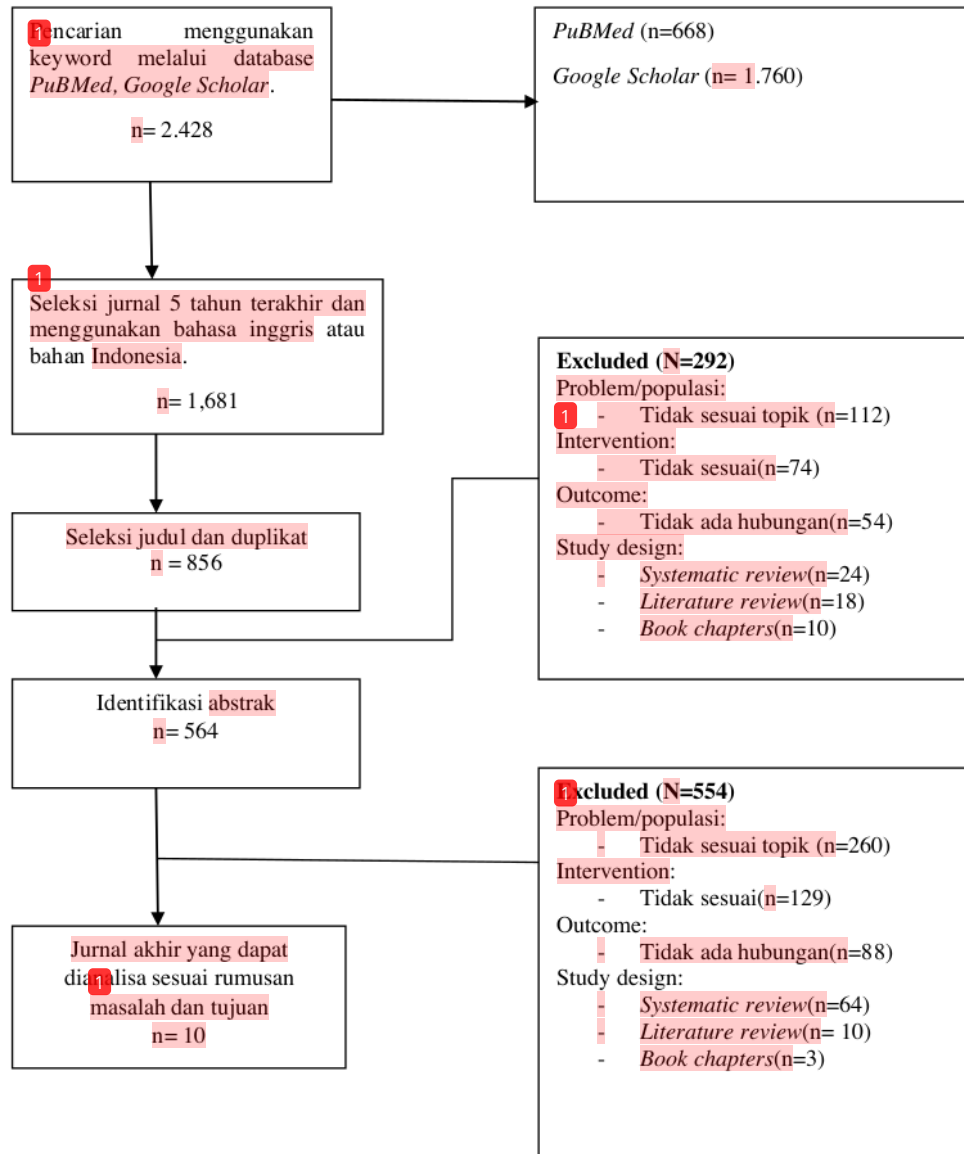 Pencarian menggunakan
keyword melalui database
PuBMed, Google Scholar.
n= 2.428
PuBMed (n=668)
Google Scholar (n= 1.760)
1
1
Seleksi jurnal 5 tahun terakhir dan
menggunakan bahasa inggris atau
bahan Indonesia.
n= 1,681
Excluded (N=292)
Problem/populasi:
1
- Tidak sesuai topik (n=112)
Intervention:
- Tidak sesuai(n=74)
Outcome:
- Tidak ada hubungan(n=54)
Study design:
- Systematic review(n=24)
- Literature review(n=18)
- Book chapters(n=10)
Seleksi judul dan duplikat
n = 856
Identifikasi abstrak
n= 564
1
Excluded (N=554)
Problem/populasi:
- Tidak sesuai topik (n=260)
Intervention:
- Tidak sesuai(n=129)
Outcome:
- Tidak ada hubungan(n=88)
Study design:
- Systematic review(n=64)
- Literature review(n= 10)
- Book chapters(n=3)
Jurnal akhir yang dapat
dianalisa sesuai rumusan
1
masalah dan tujuan
n= 10